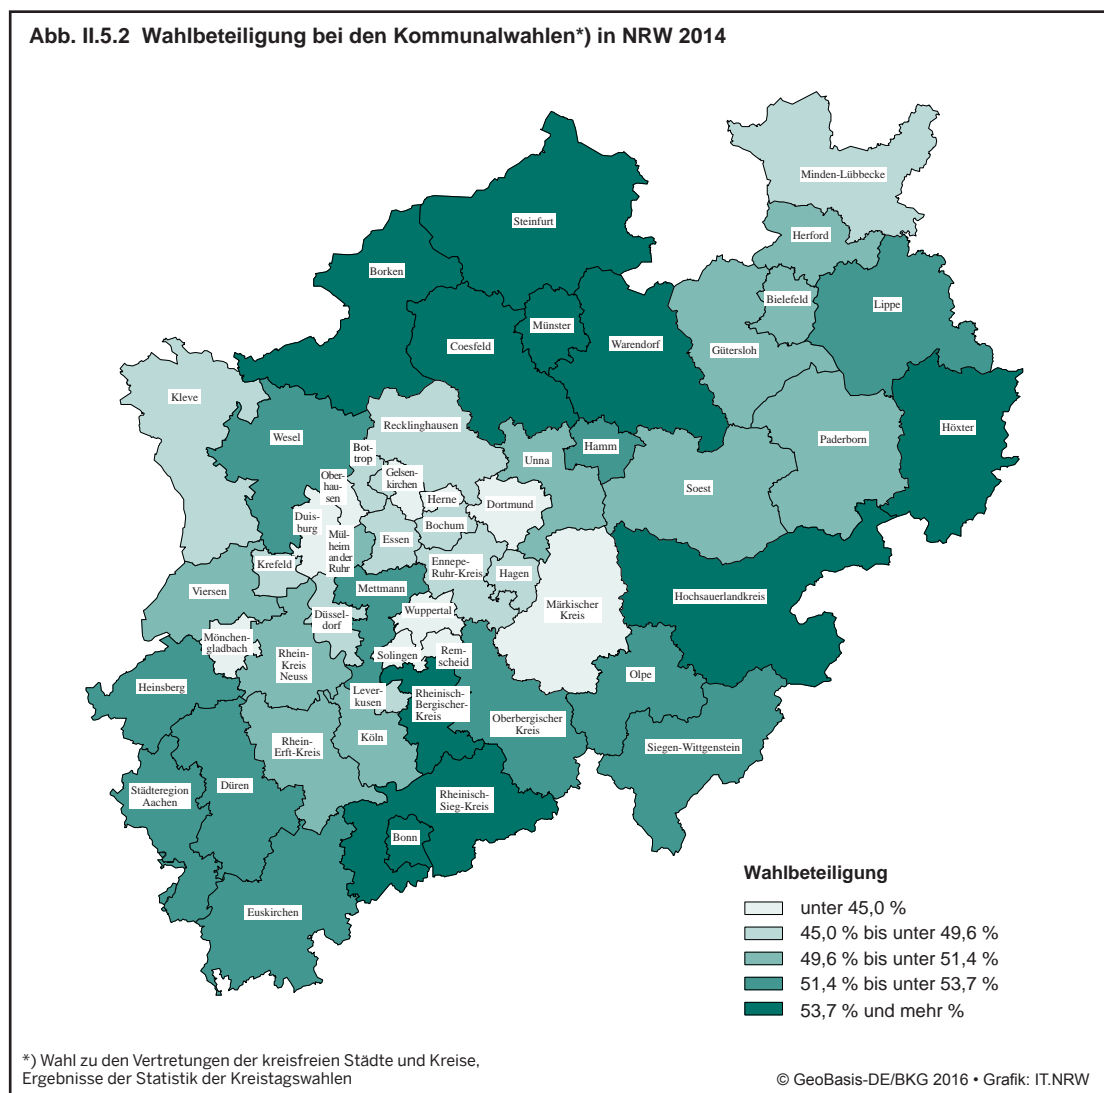 Abb. II.5.2 Wahlbeteiligung bei den Kommunalwahlen*) in NRW 2014
Minden-Lübbecke
Steinfurt
Herford
Borken
Bielefeld
Lippe
Münster
Coesfeld
Warendorf
Gütersloh
Kleve
Recklinghausen
Höxter
Wesel
Paderborn
Bot-
trop
Hamm
Unna
Ober-
hau-
sen
Gelsen-
kirchen
Soest
Herne
Dortmund
Duis-
burg
Bochum
Mül-
heim
an der
Ruhr
Essen
Krefeld
Ennepe-
Ruhr-Kreis
Hagen
Viersen
Mettmann
Hochsauerlandkreis
Märkischer
Kreis
Wuppertal
Düssel-
dorf
Mönchen-
gladbach
Solingen
Rem-
scheid
Rhein-
Kreis
Neuss
Olpe
Heinsberg
Lever-
kusen
Rheinisch-
Bergischer-
Kreis
Oberbergischer
Kreis
Köln
Rhein-
Erft-Kreis
Siegen-Wittgenstein
Düren
Städteregion
Aachen
Rheinisch-
Sieg-Kreis
Bonn
Euskirchen
Wahlbeteiligung
unter 45,0 %
45,0 % bis unter 49,6 %
49,6 % bis unter 51,4 %
51,4 % bis unter 53,7 %
53,7 % und mehr %
*) Wahl zu den Vertretungen der kreisfreien Städte und Kreise,
Ergebnisse der Statistik der Kreistagswahlen
© GeoBasis-DE/BKG 2016 • Grafik: IT.NRW